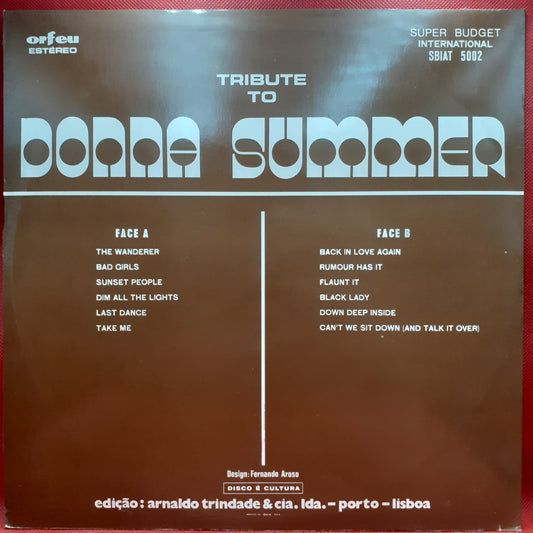 orfeu
ESTÉREO
SUPER BUDGET
INTERNATIONAL
SBIAT 5002
TRIBUTE
TO
DONNA SUMMER
FACE A
THE WANDERER
BAD GIRLS
SUNSET PEOPLE
DIM ALL THE LIGHTS
LAST DANCE
TAKE ME
FACE B
BACK IN LOVE AGAIN
RUMOUR HAS IT
FLAUNT IT
BLACK LADY
DOWN DEEP INSIDE
CAN'T WE SIT DOWN (AND TALK IT OVER)
Design: Fernando Aroso
DISCO É CULTURA
edição: arnaldo trindade & cia. lda. – porto – lisboa